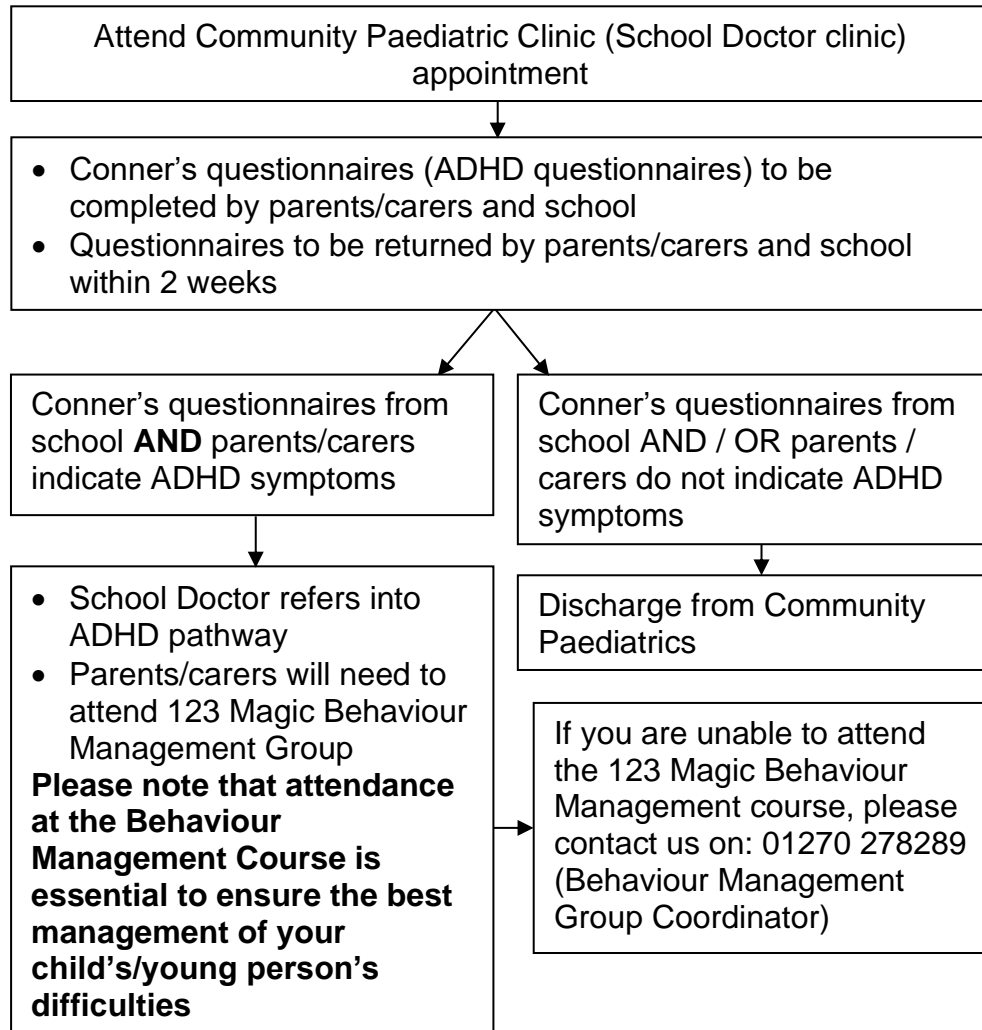 Attend Community Paediatric Clinic (School Doctor clinic)
appointment
• Conner’s questionnaires (ADHD questionnaires) to be
completed by parents/carers and school
• Questionnaires to be returned by parents/carers and school
within 2 weeks
Conner’s questionnaires from
school AND parents/carers
indicate ADHD symptoms
Conner’s questionnaires from
school AND / OR parents /
carers do not indicate ADHD
symptoms
• School Doctor refers into
ADHD pathway
• Parents/carers will need to
attend 123 Magic Behaviour
Management Group
Please note that attendance
at the Behaviour
Management Course is
essential to ensure the best
management of your
child’s/young person’s
difficulties
Discharge from Community
Paediatrics
If you are unable to attend
the 123 Magic Behaviour
Management course, please
contact us on: 01270 278289
(Behaviour Management
Group Coordinator)